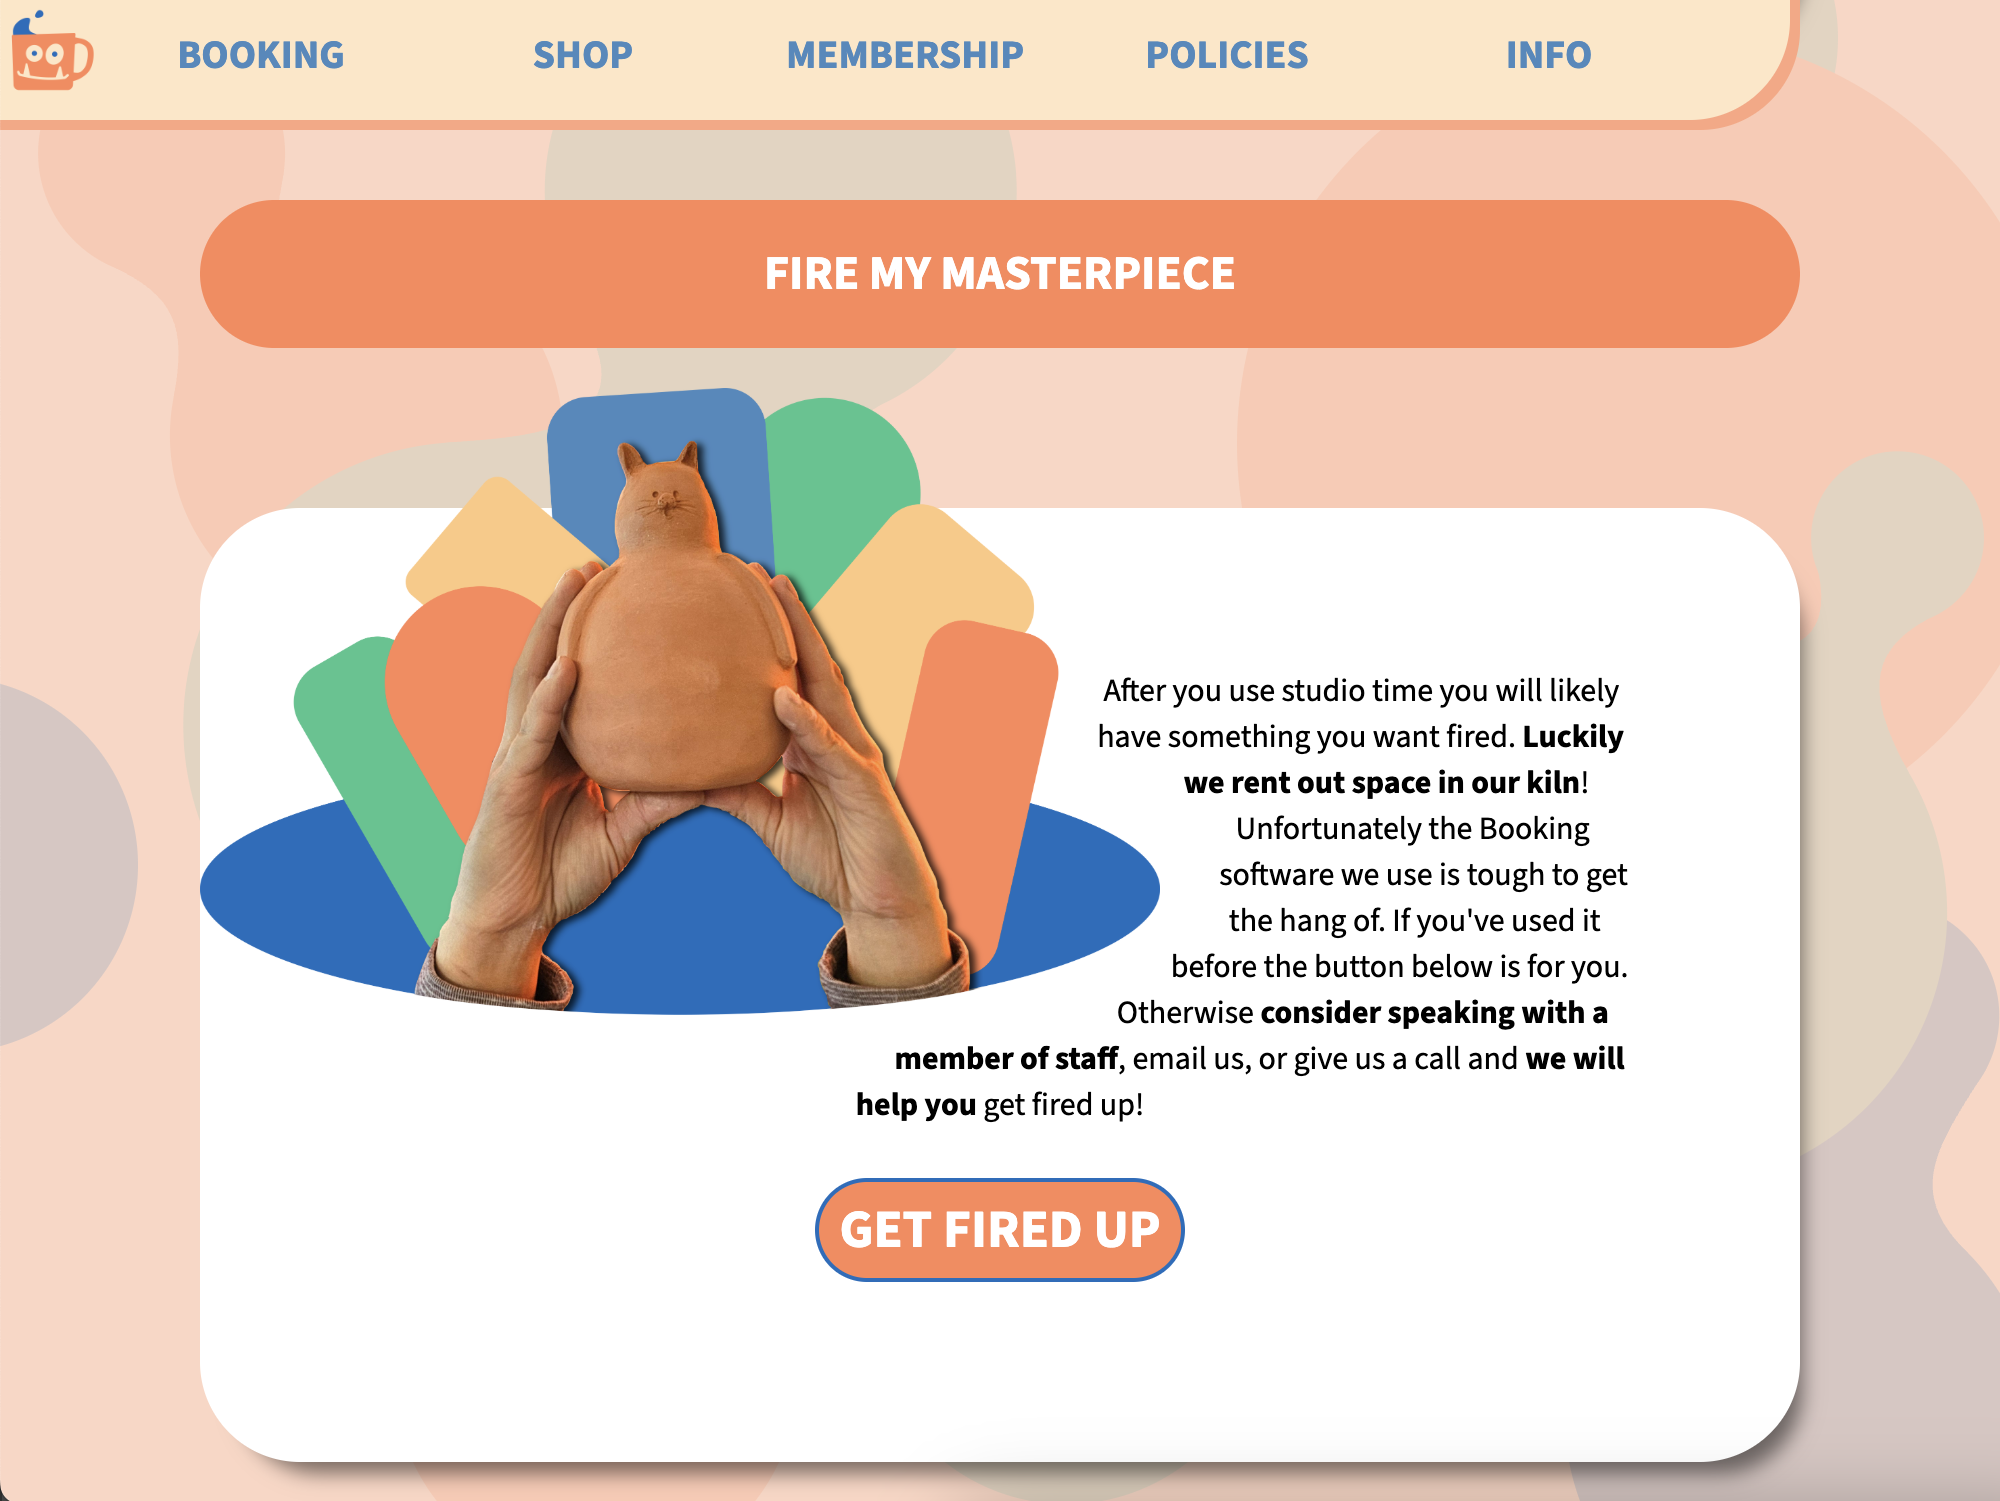 BOOKING SHOP MEMBERSHIP POLICIES INFO
FIRE MY MASTERPIECE
After you use studio time you will likely
have something you want fired. Luckily
we rent out space in our kiln!
Unfortunately the Booking
software we use is tough to get
the hang of. If you've used it
before the button below is for you.
Otherwise consider speaking with a
member of staff, email us, or give us a call and we will
help you get fired up!
GET FIRED UP